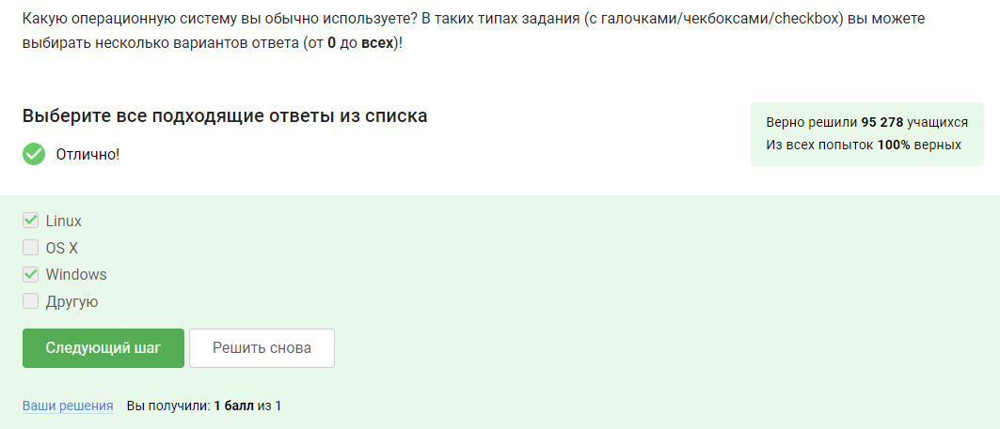 Какую операционную систему вы обычно используете? В таких типах задания (с галочками/чекбоксами/checkbox) вы можете
выбирать несколько вариантов ответа (от 0 до всех)!
Выберите все подходящие ответы из списка
Верно решили 95 278 учащихся
Из всех попыток 100% верных
Отлично!
Linux
OS X
Windows
Другую
Следующий шаг
Решить снова
Ваши решения
Вы получили: 1 балл из 1